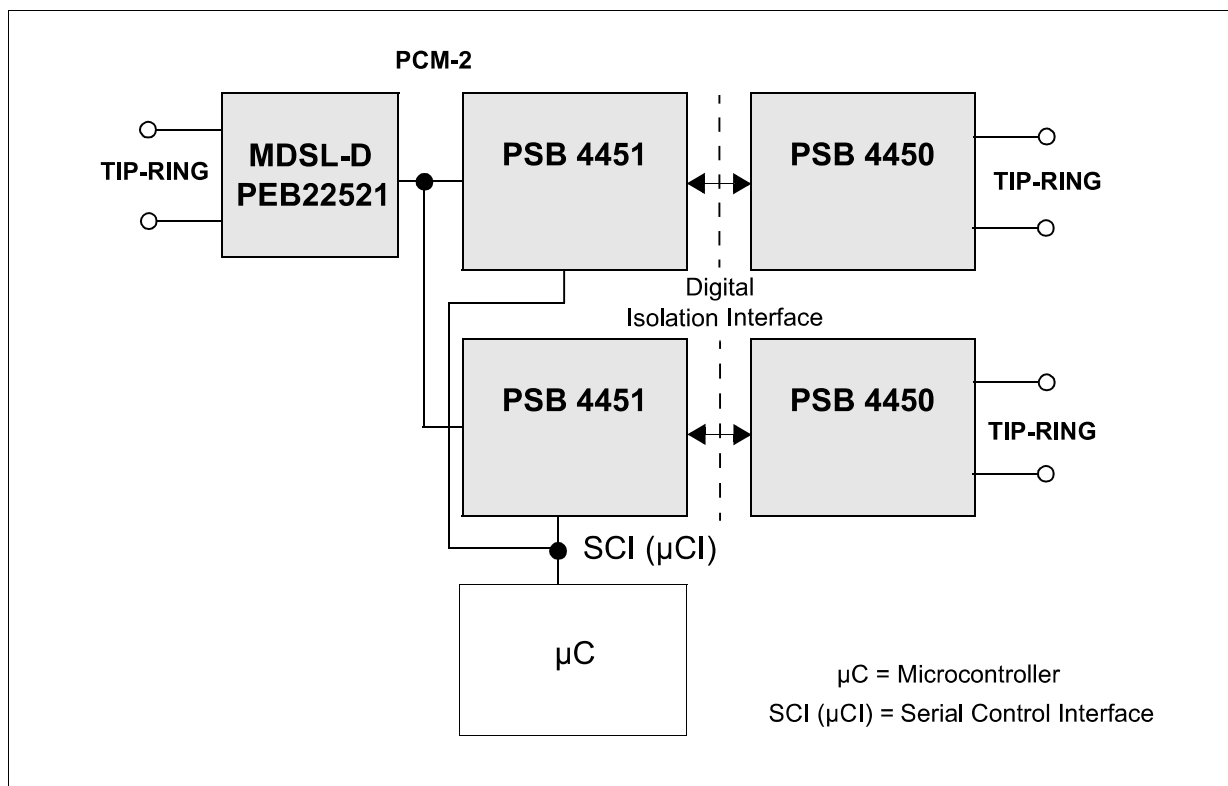 PCM-2
TIP-RING
MDSL-D
PEB22521
PSB 4451
PSB 4450
TIP-RING
Digital
Isolation Interface
PSB 4451
PSB 4450
TIP-RING
SCI (µCI)
µC
µC = Microcontroller
SCI (µCI) = Serial Control Interface